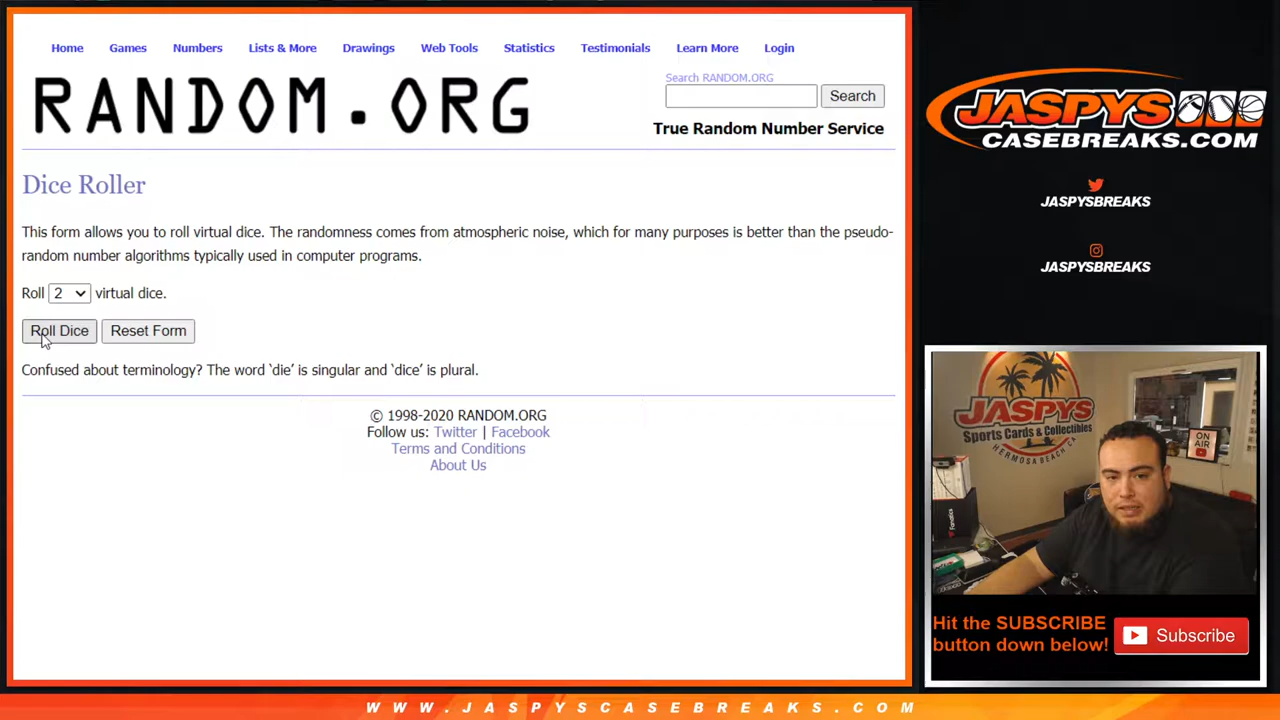 Home Games Numbers Lists & More Drawings Web Tools Statistics Testimonials Learn More Login
RANDOM.ORG
Search RANDOM.ORG
Search
True Random Number Service
Dice Roller
This form allows you to roll virtual dice. The randomness comes from atmospheric noise, which for many purposes is better than the pseudo-
random number algorithms typically used in computer programs.
Roll 2 virtual dice.
Roll Dice Reset Form
Confused about terminology? The word ‘die’ is singular and ‘dice’ is plural.
© 1998-2020 RANDOM.ORG
Follow us: Twitter | Facebook
Terms and Conditions
About Us
JASPYS
CASEBREAKS.COM
JASPYSBREAKS
JASPYSBREAKS
JASPYS
Sports Cards & Collectibles
HERMOSA BEACH CA
ON AIR
Fanatics
Hit the SUBSCRIBE
button down below!
Subscribe
WWW.JASPYSCASEBREAKS.COM